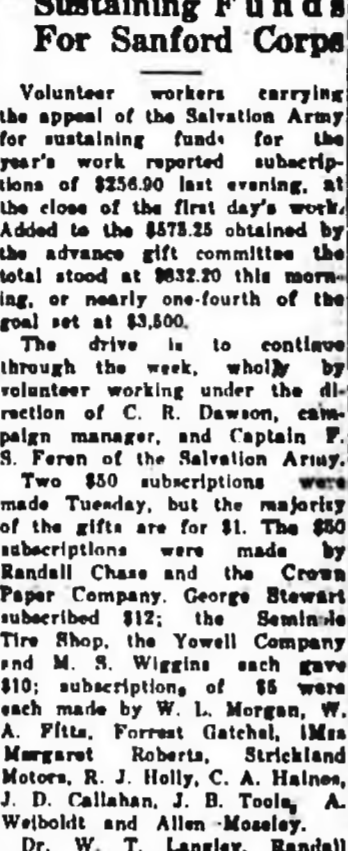 Sustaining Funds
For Sanford Corps
Volunteer workers carrying
the appeal of the Salvation Army
for sustaining funds for the
year's work reported subscrip-
tions of $256.90 last evening, at
the close of the first day's work.
Added to the $575.25 obtained by
the advance gift committee the
total stood at $832.20 this morn-
ing, or nearly one-fourth of the
goal set at $3,500.
The drive is to continue
through the week, wholly by
volunteer working under the di-
rection of C. R. Dawson, cam-
paign manager, and Captain F.
S. Feren of the Salvation Army.
Two $50 subscriptions were
made Tuesday, but the majority
of the gifts are for $1. The $50
subscriptions were made by
Randall Chase and the Crown
Paper Company. George Stewart
subscribed $12; the Seminole
Tire Shop, the Yowell Company
and M. S. Wiggins each gave
$10; subscriptions of $5 were
each made by W. L. Morgan, W.
A. Fitts, Forrest Gatchel, Mrs
Margaret Roberts, Strickland
Motors, R. J. Holly, C. A. Haines,
J. D. Callahan, J. B. Toole, A.
Weiboldt and Allen Moseley.
Dr. W. T. Langley, Randall